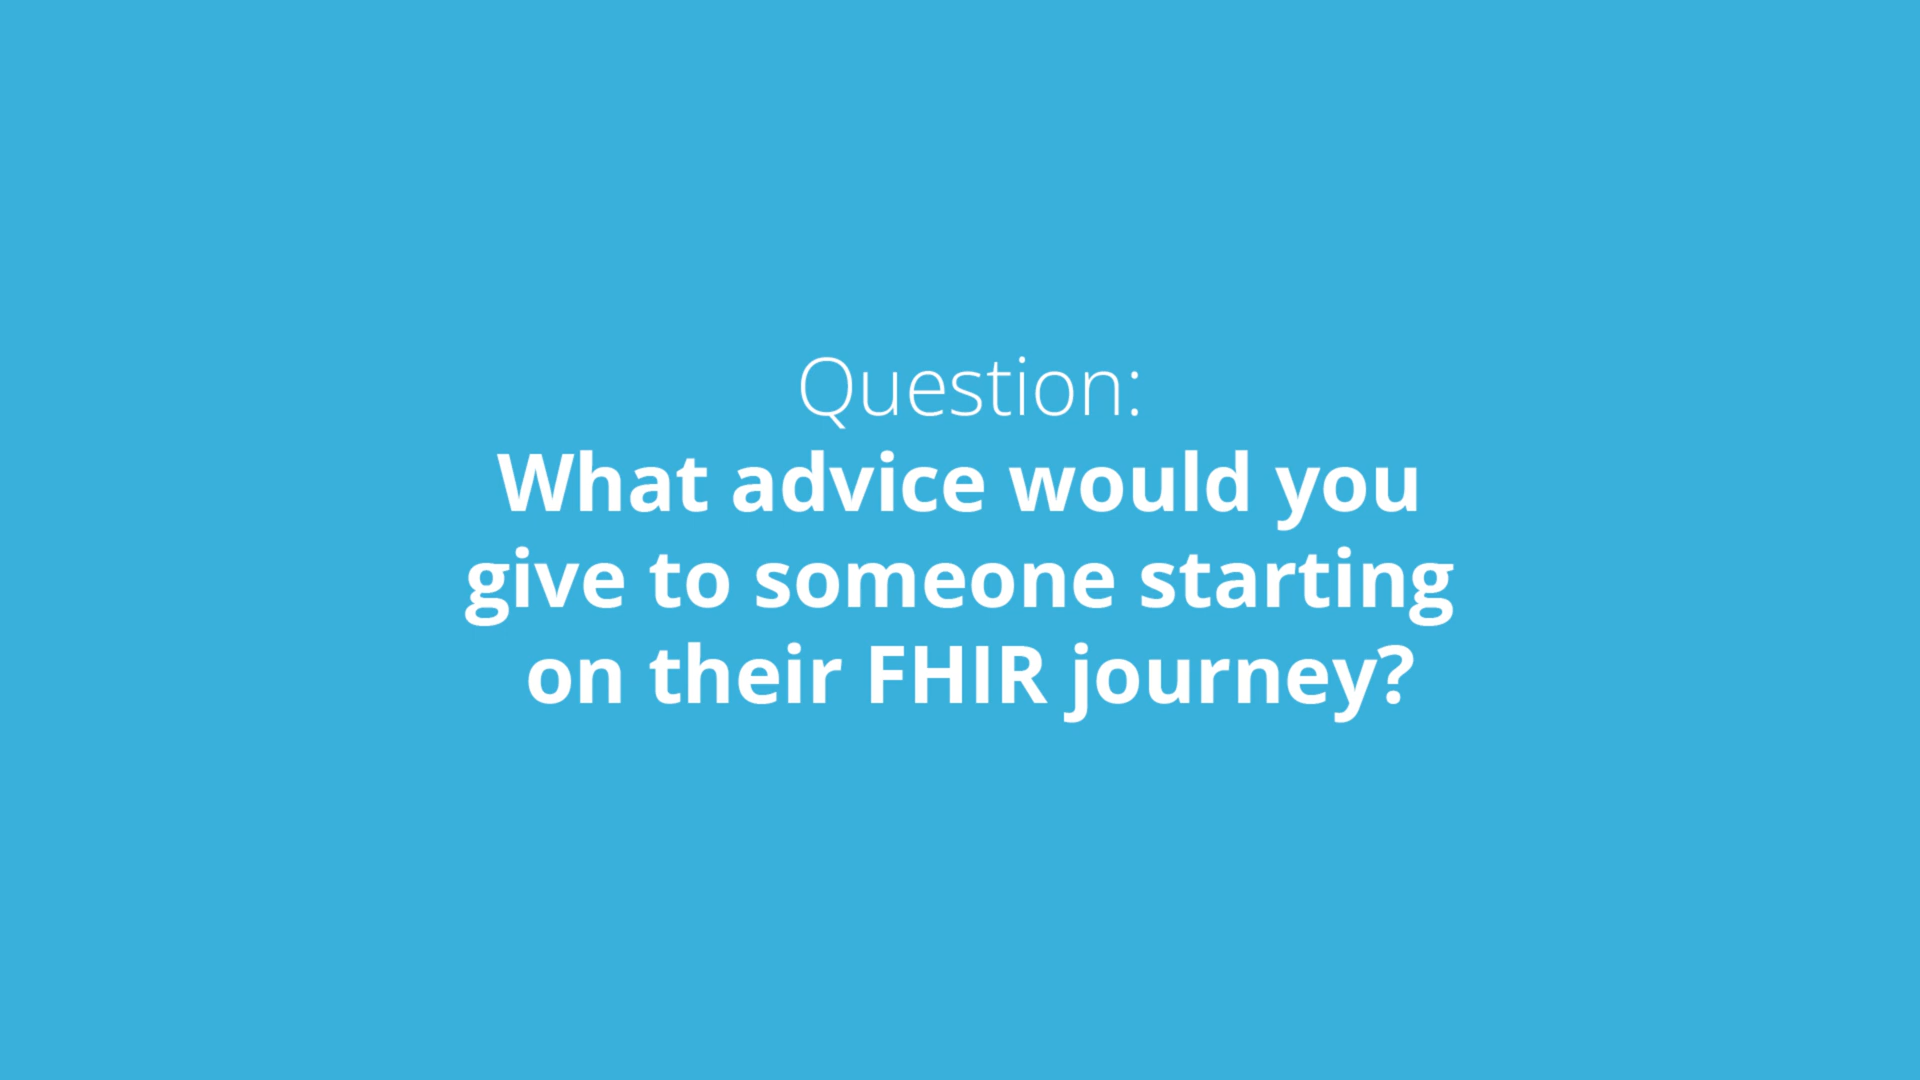 Question:
What advice would you
give to someone starting
on their FHIR journey?